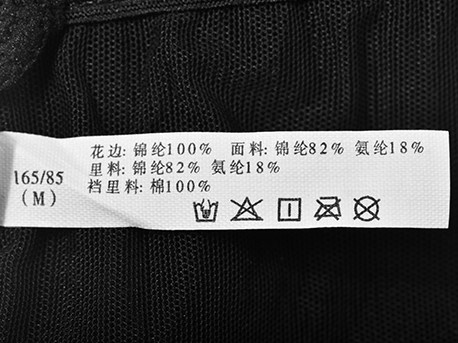 花边: 锦纶100% 面料: 锦纶82% 氨纶18%
里料: 锦纶82% 氨纶18%
裆里料: 棉100%
165/85
(M)